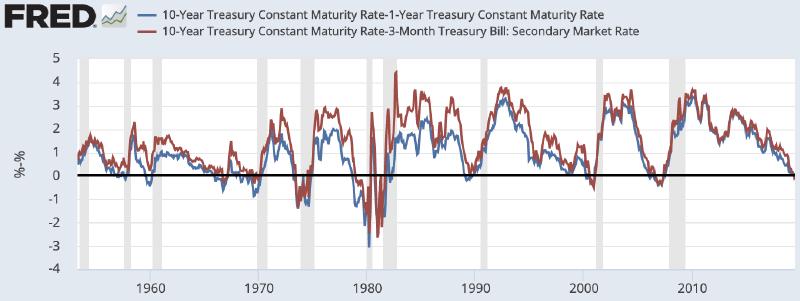 FRED
10-Year Treasury Constant Maturity Rate-1-Year Treasury Constant Maturity Rate
10-Year Treasury Constant Maturity Rate-3-Month Treasury Bill: Secondary Market Rate
5
4
3
2
1
0
-1
-2
-3
-4
%-%
1960 1970 1980 1990 2000 2010